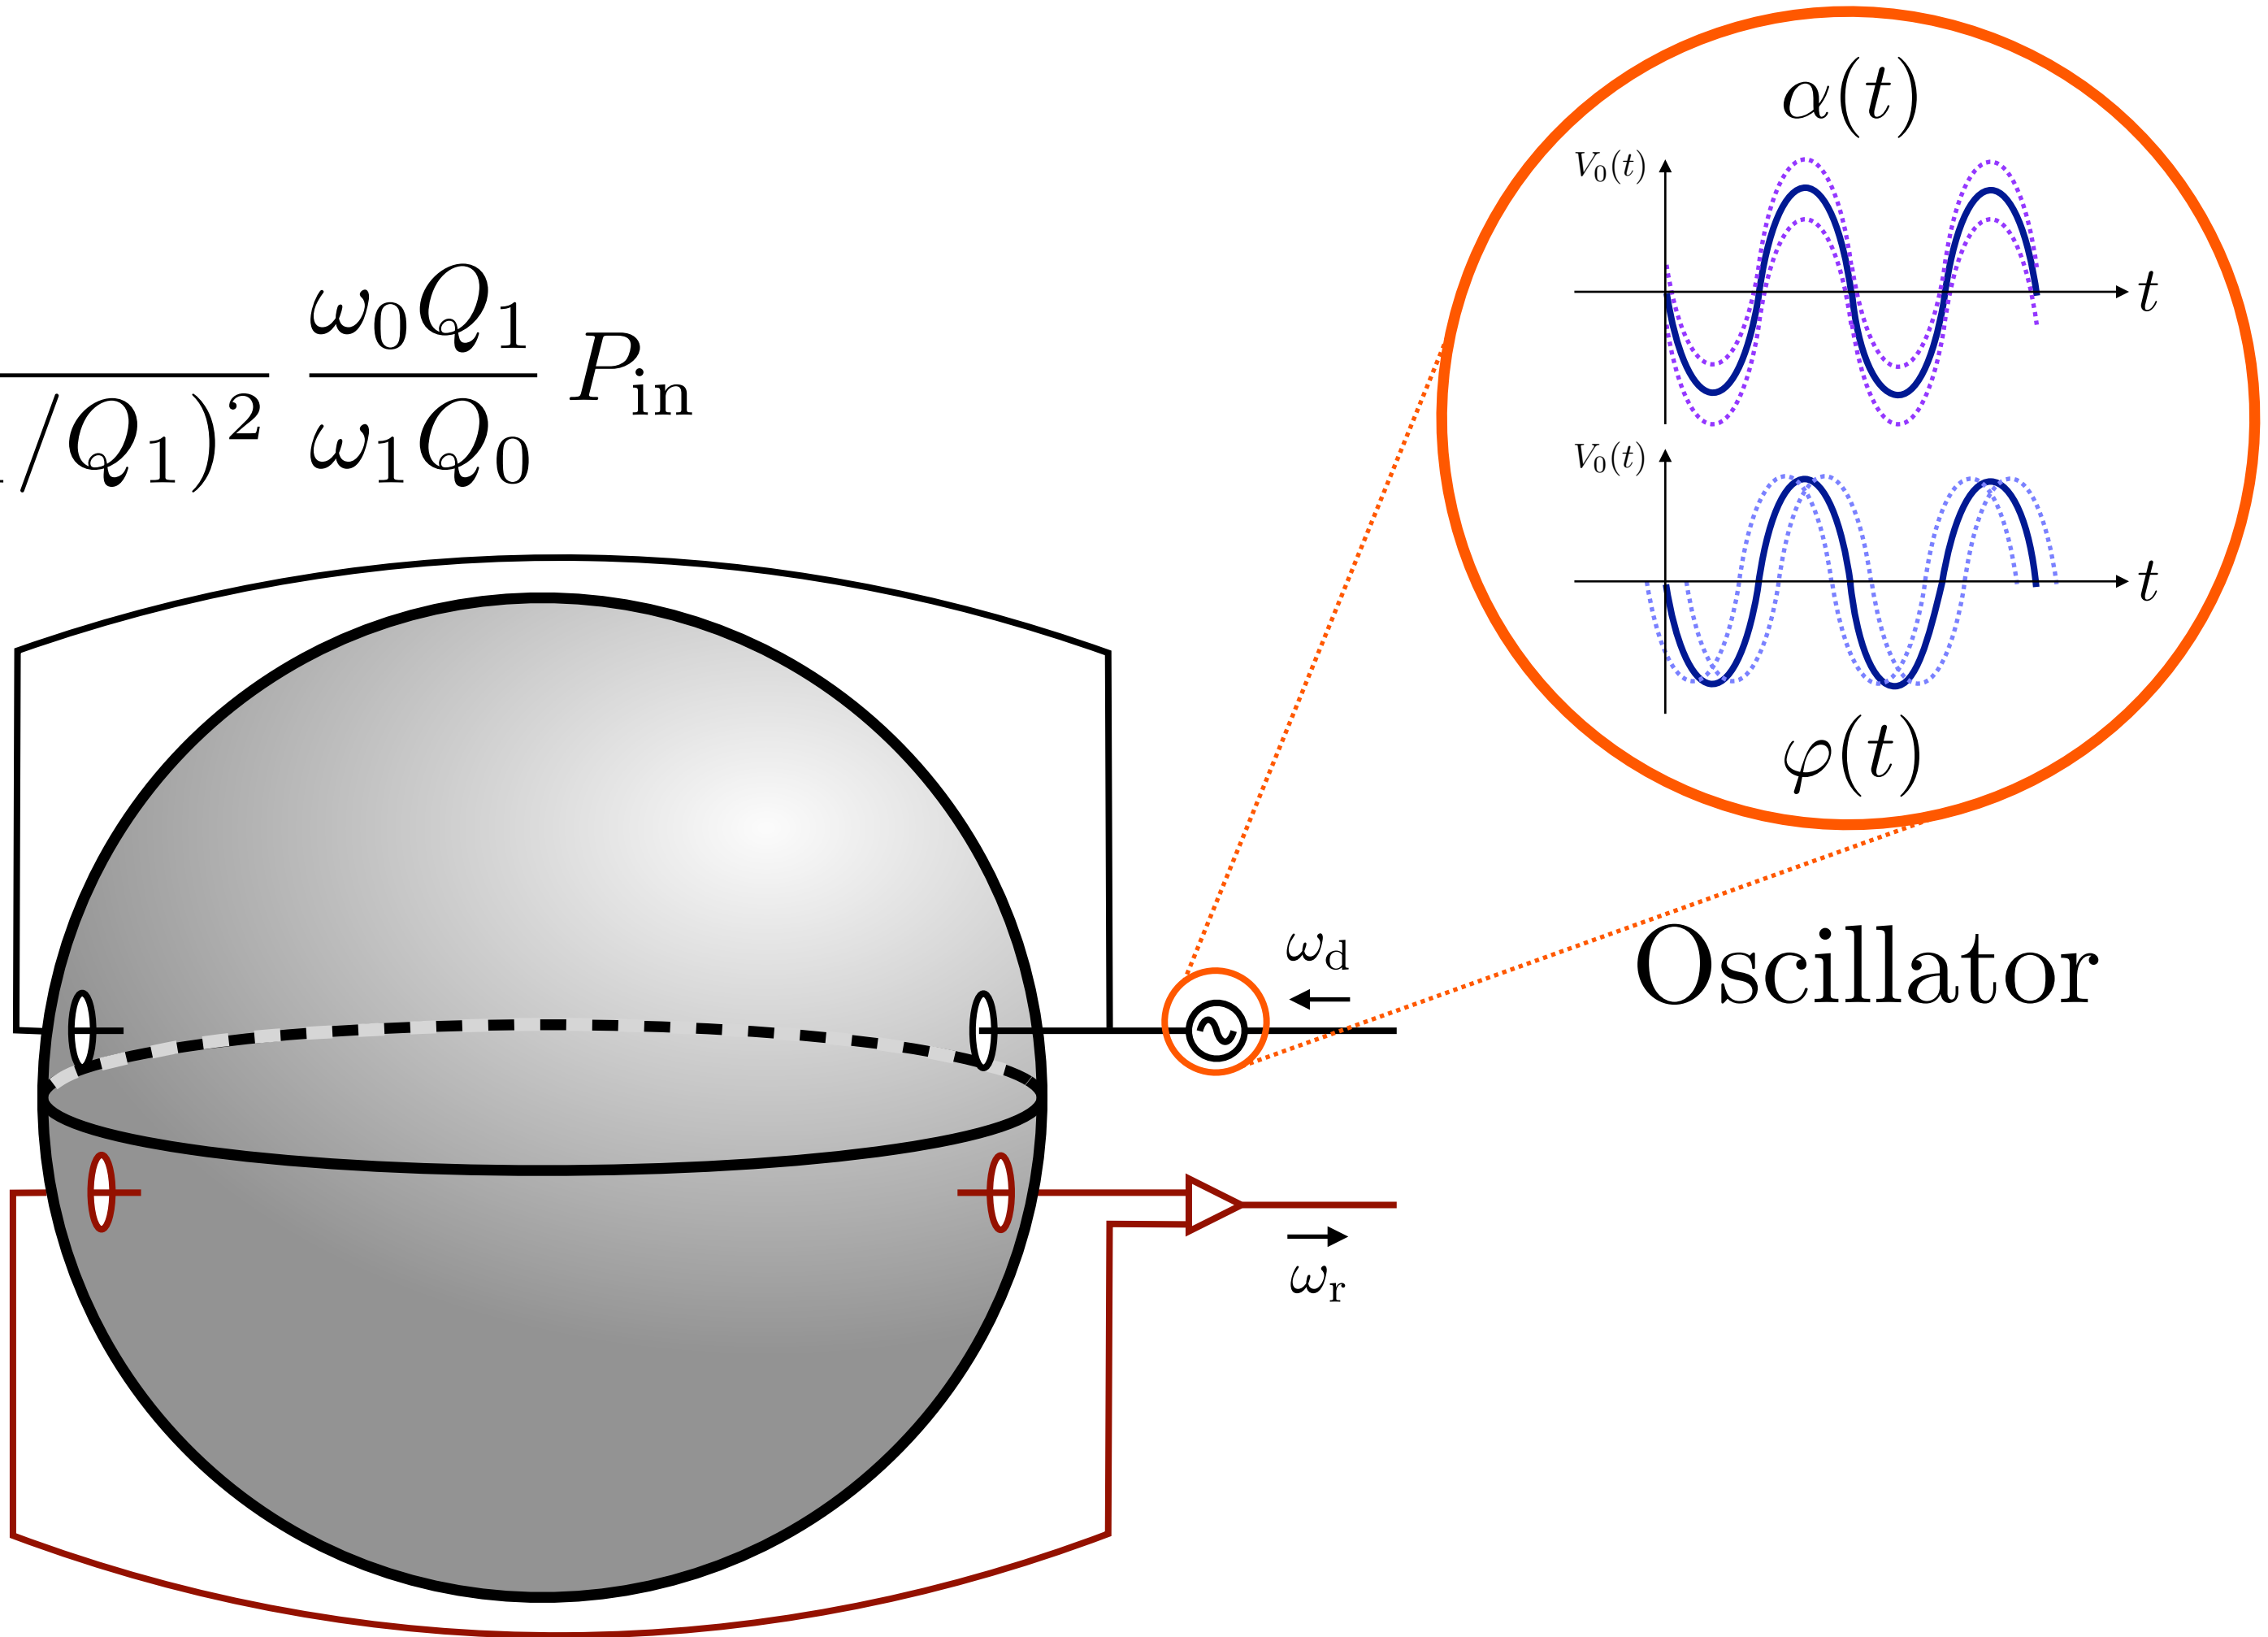 α(t)
V₀(t)
t
ω₀Q₁
/Q₁)² ω₁Q₀ P_in
V₀(t)
t
φ(t)
Oscillator
ω_d
ω_r